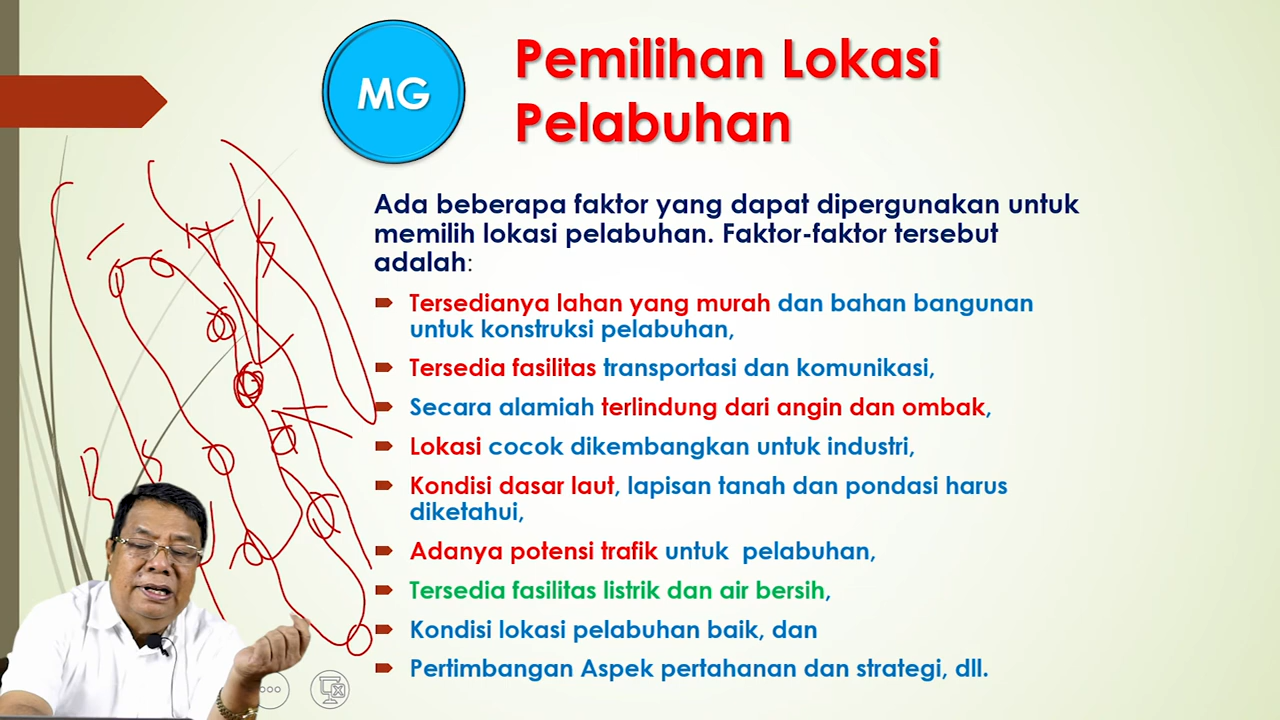 MG
Pemilihan Lokasi
Pelabuhan
Ada beberapa faktor yang dapat dipergunakan untuk
memilih lokasi pelabuhan. Faktor-faktor tersebut
adalah:
Tersedianya lahan yang murah dan bahan bangunan
untuk konstruksi pelabuhan,
Tersedia fasilitas transportasi dan komunikasi,
Secara alamiah terlindung dari angin dan ombak,
Lokasi cocok dikembangkan untuk industri,
Kondisi dasar laut, lapisan tanah dan pondasi harus
diketahui,
Adanya potensi trafik untuk pelabuhan,
Tersedia fasilitas listrik dan air bersih,
Kondisi lokasi pelabuhan baik, dan
Pertimbangan Aspek pertahanan dan strategi, dll.